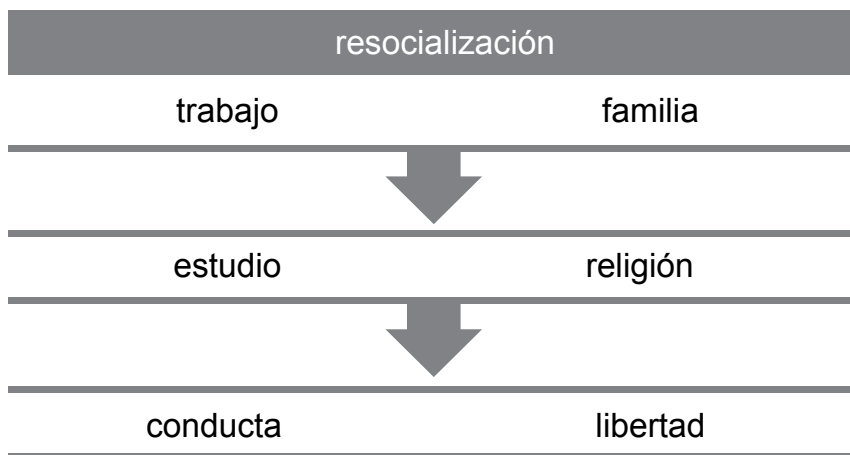 resocialización
trabajo familia
estudio religión
conducta libertad